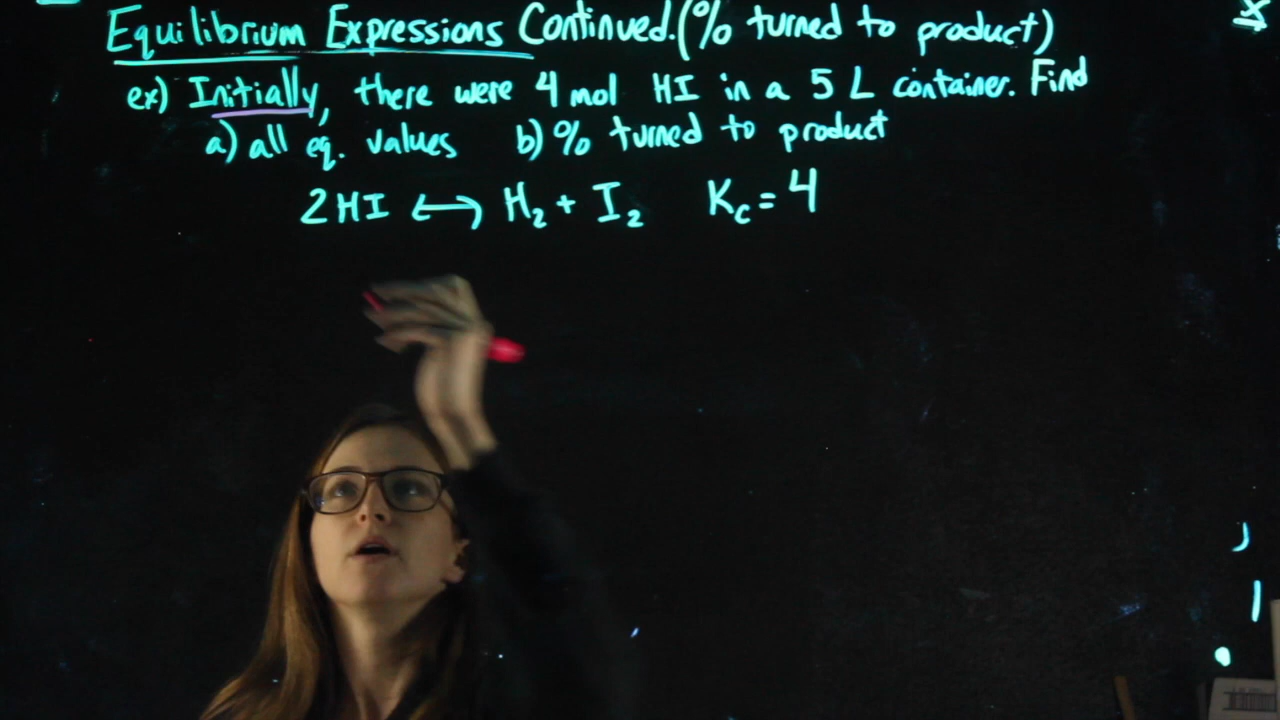 Equilibrium Expressions Continued. (% turned to product)
ex) Initially, there were 4 mol HI in a 5 L container. Find
a) all eq. values b) % turned to product
2HI ⟷ H₂ + I₂ K꜀ = 4